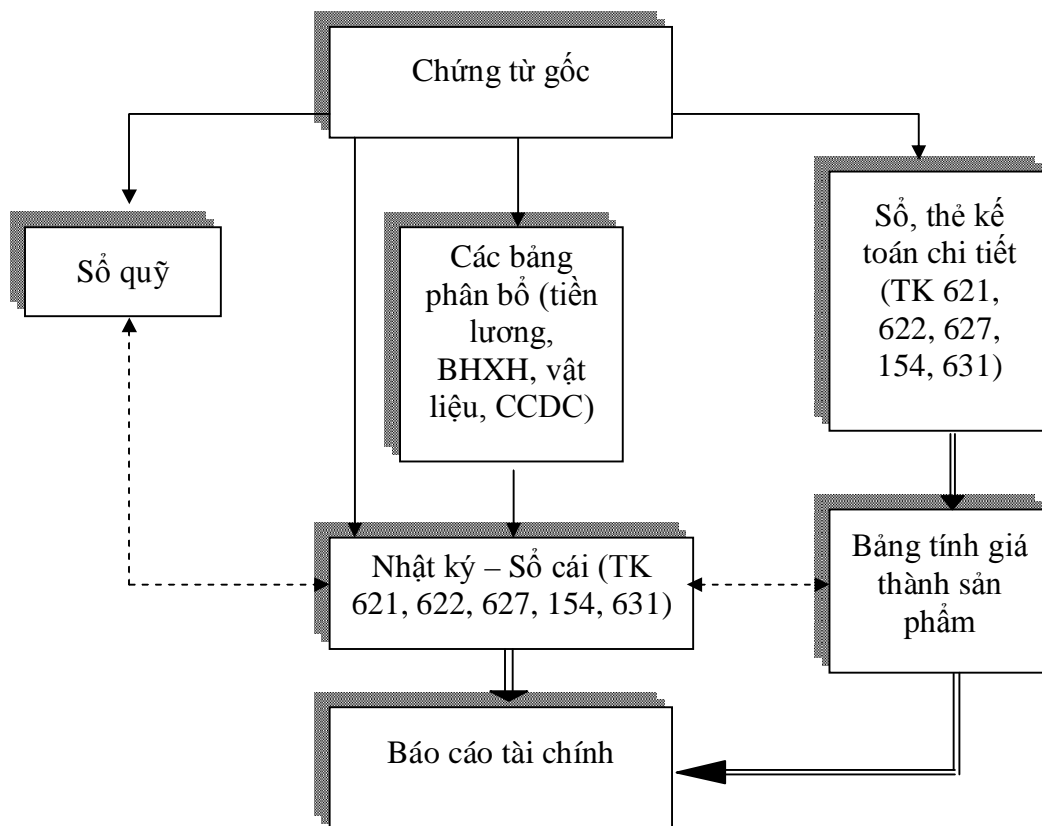 Chứng từ gốc
Sổ quỹ
Các bảng
phân bổ (tiền
lương,
BHXH, vật
liệu, CCDC)
Sổ, thẻ kế
toán chi tiết
(TK 621,
622, 627,
154, 631)
Nhật ký – Sổ cái (TK
621, 622, 627, 154, 631)
Bảng tính giá
thành sản
phẩm
Báo cáo tài chính